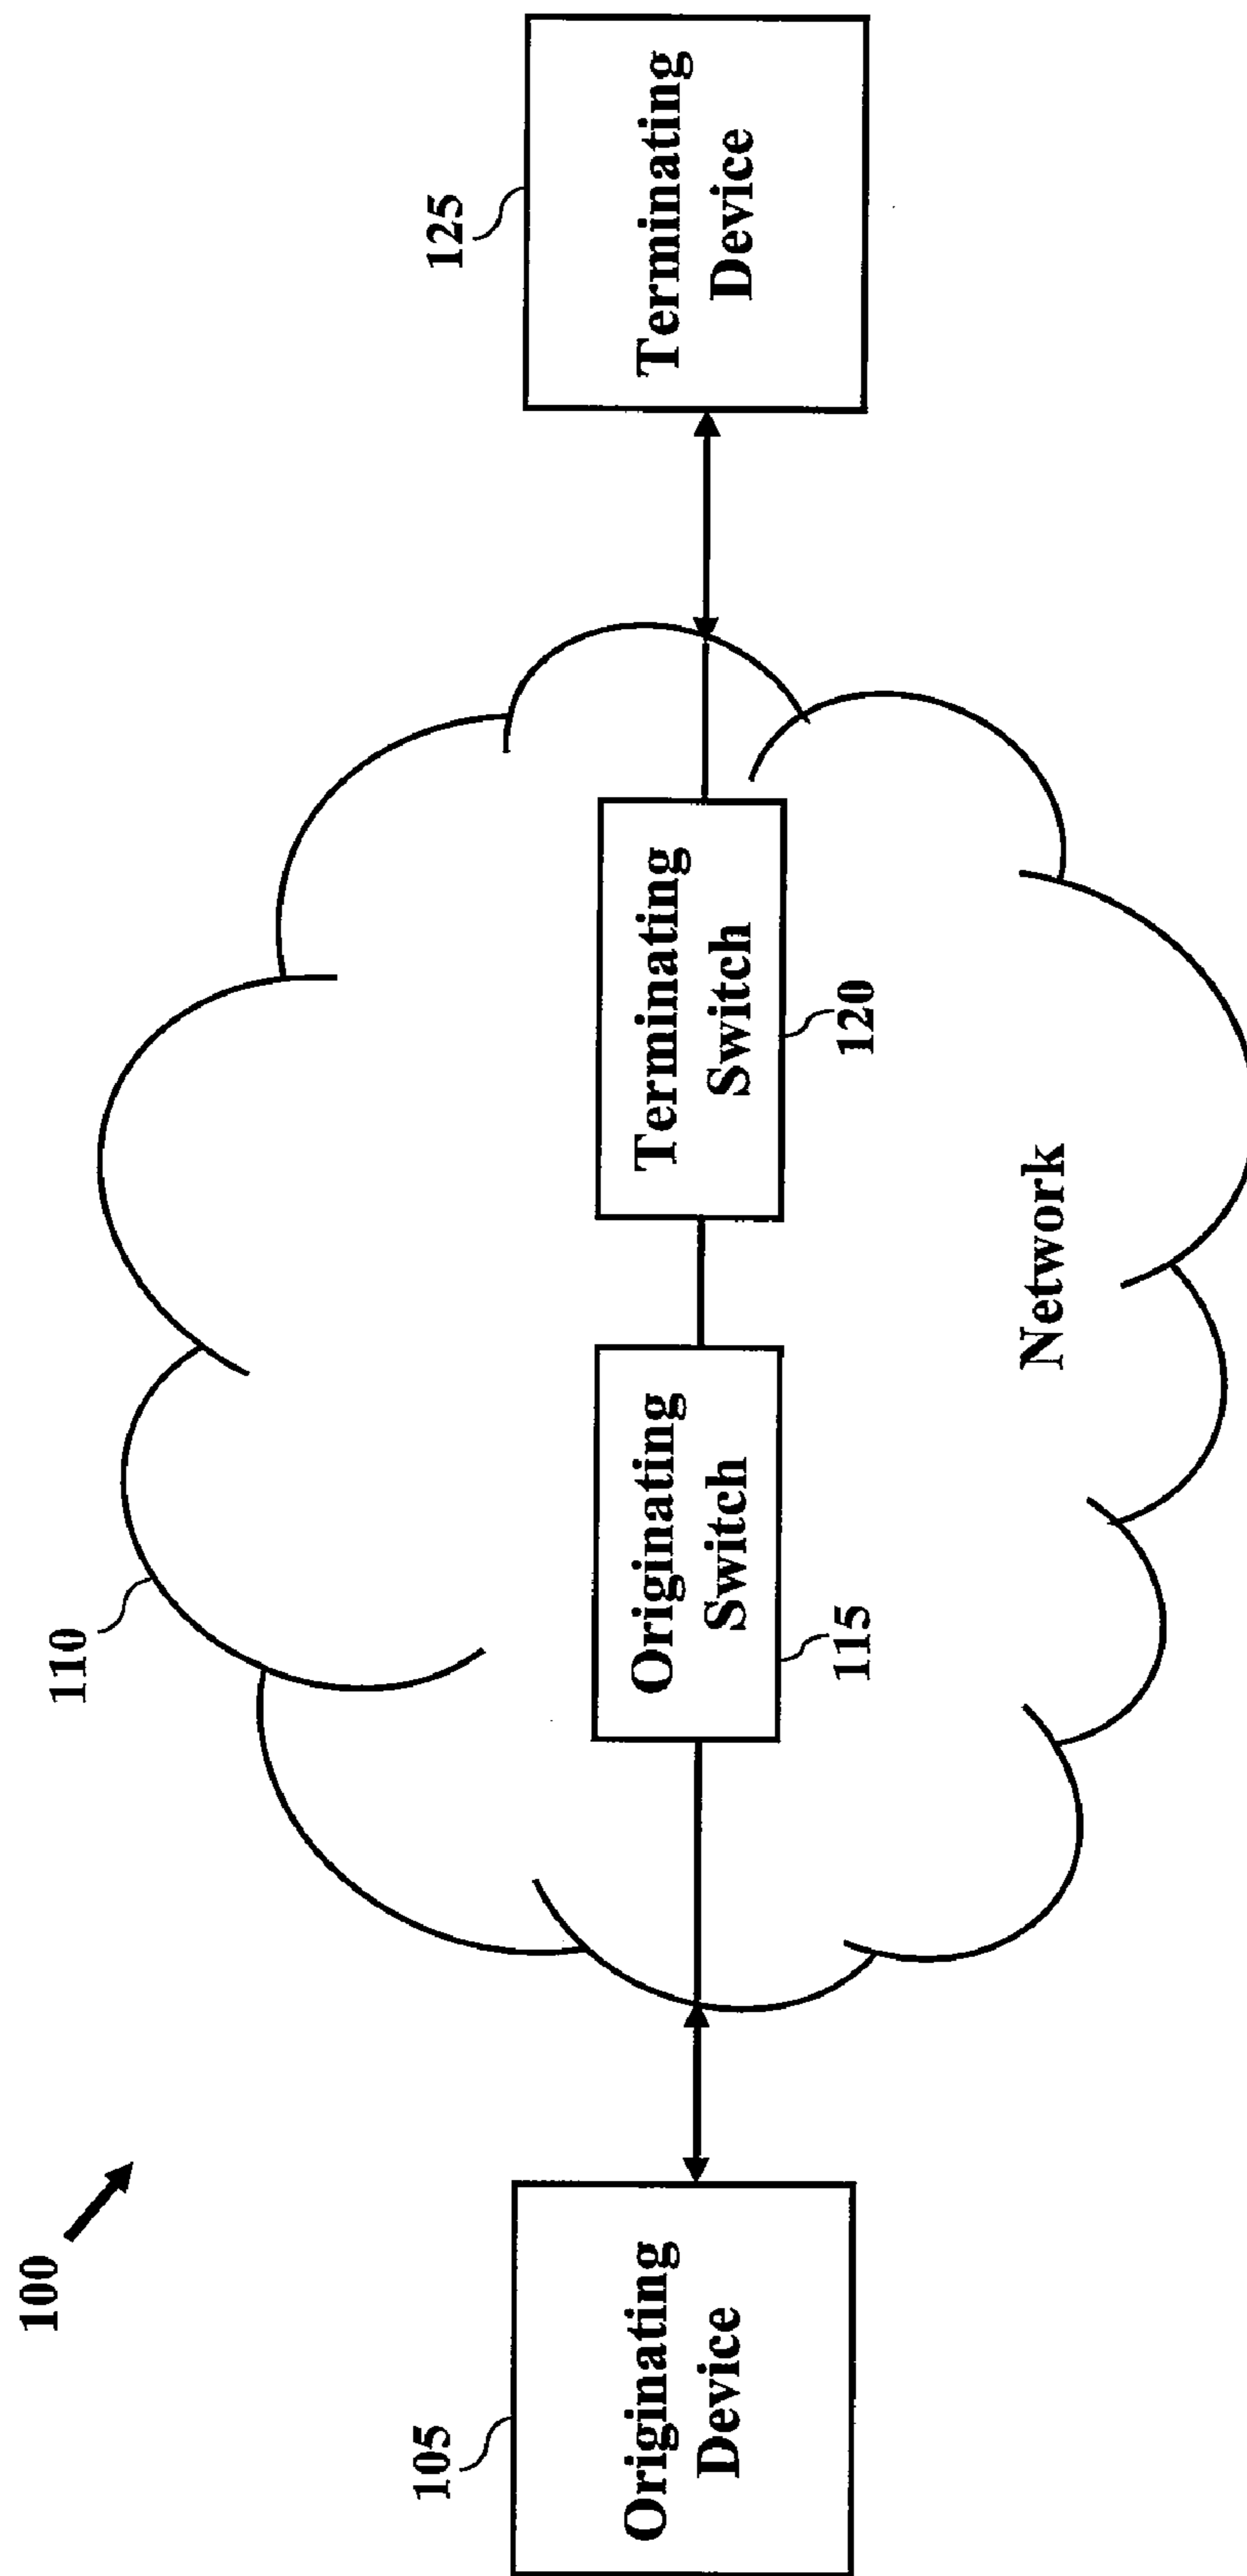 100
105
Originating
Device
110
Originating
Switch
115
Terminating
Switch
120
Network
125
Terminating
Device